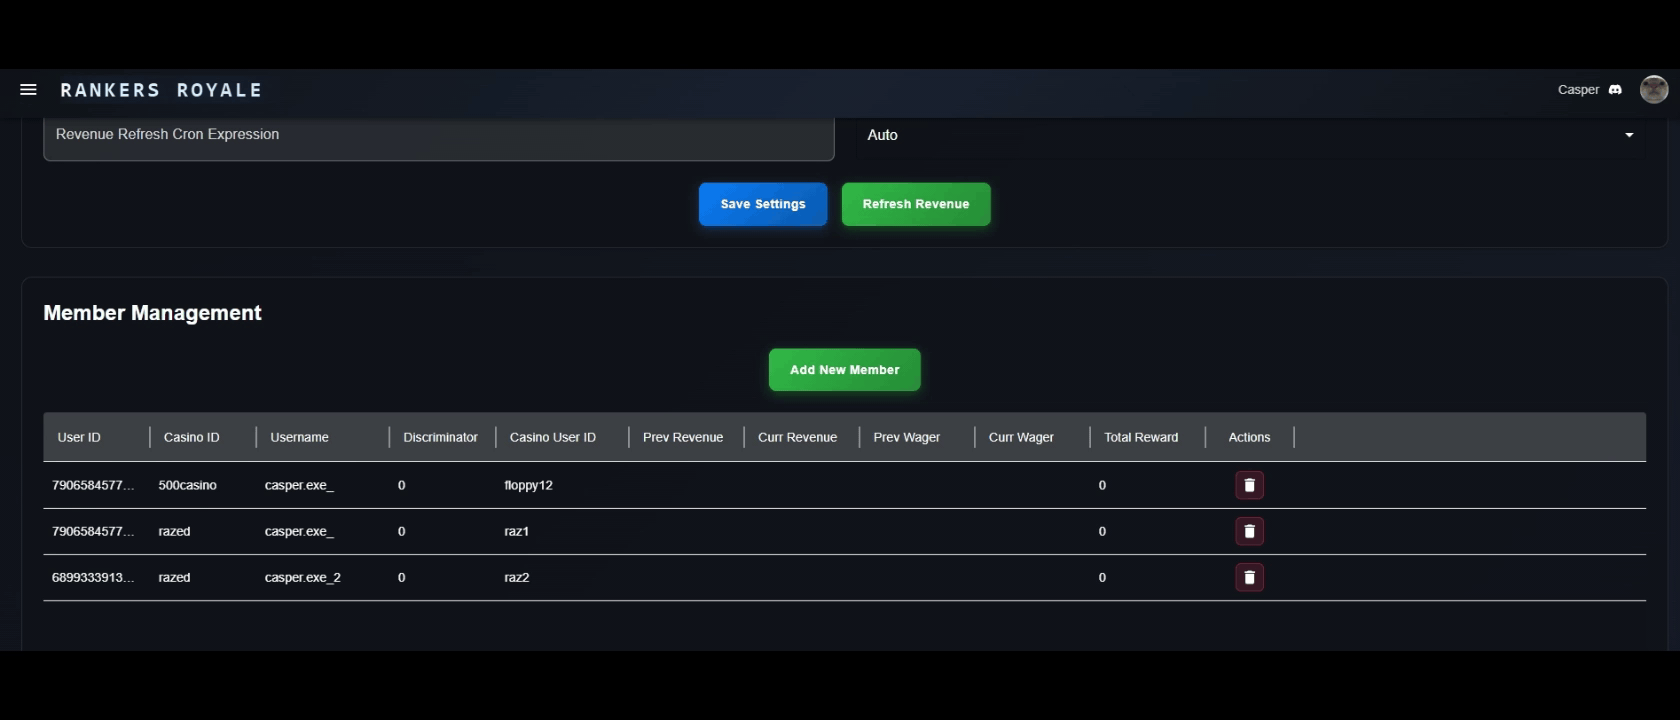 RANKERS ROYALE
Casper
Revenue Refresh Cron Expression
Auto
Save Settings
Refresh Revenue
Member Management
Add New Member
User ID Casino ID Username Discriminator Casino User ID Prev Revenue Curr Revenue Prev Wager Curr Wager Total Reward Actions
7906584577... 500casino casper.exe_ 0 floppy12 0
7906584577... razed casper.exe_ 0 raz1 0
6899333913... razed casper.exe_2 0 raz2 0